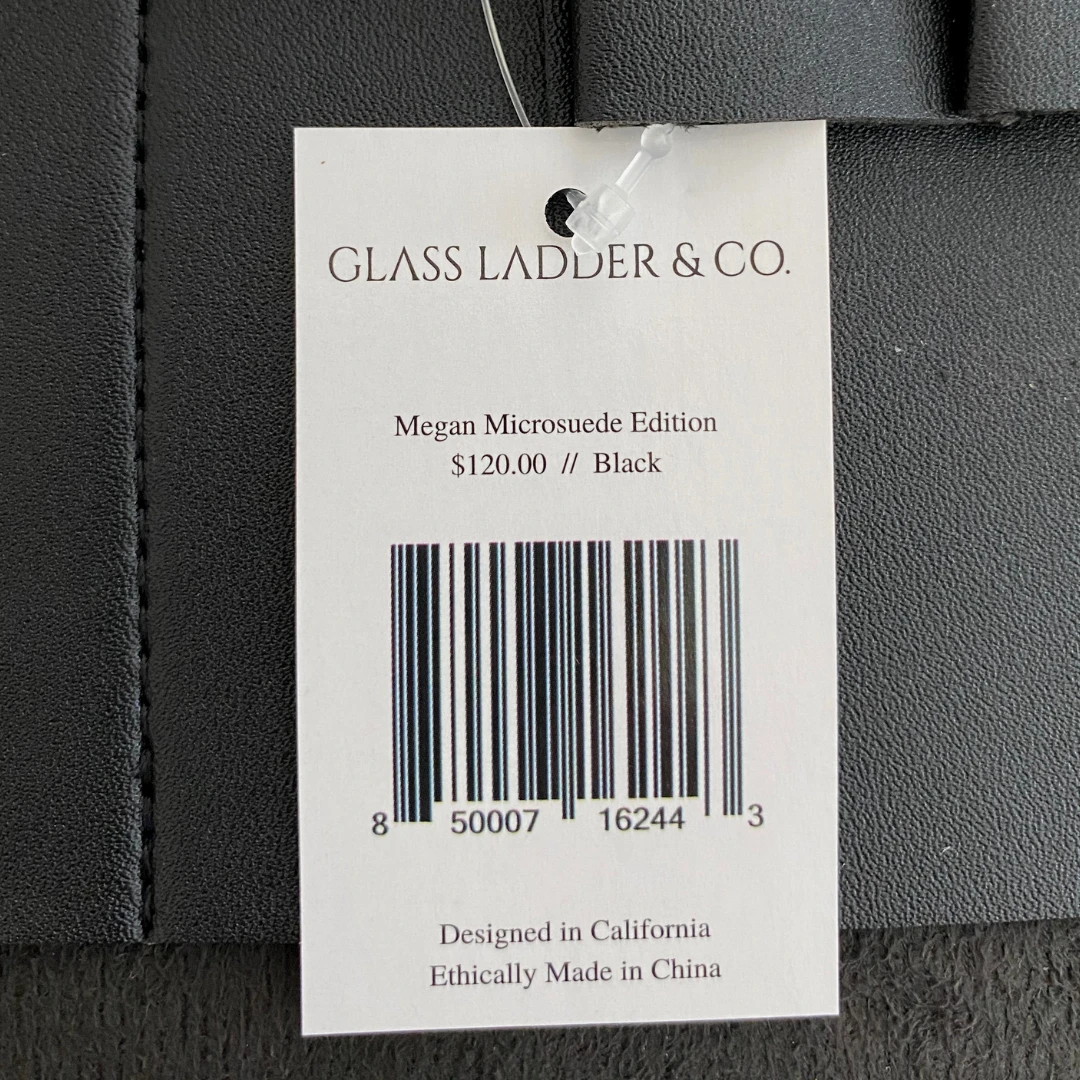 GLASS LADDER & CO.
Megan Microsuede Edition
$120.00 // Black
8 50007 16244 3
Designed in California
Ethically Made in China